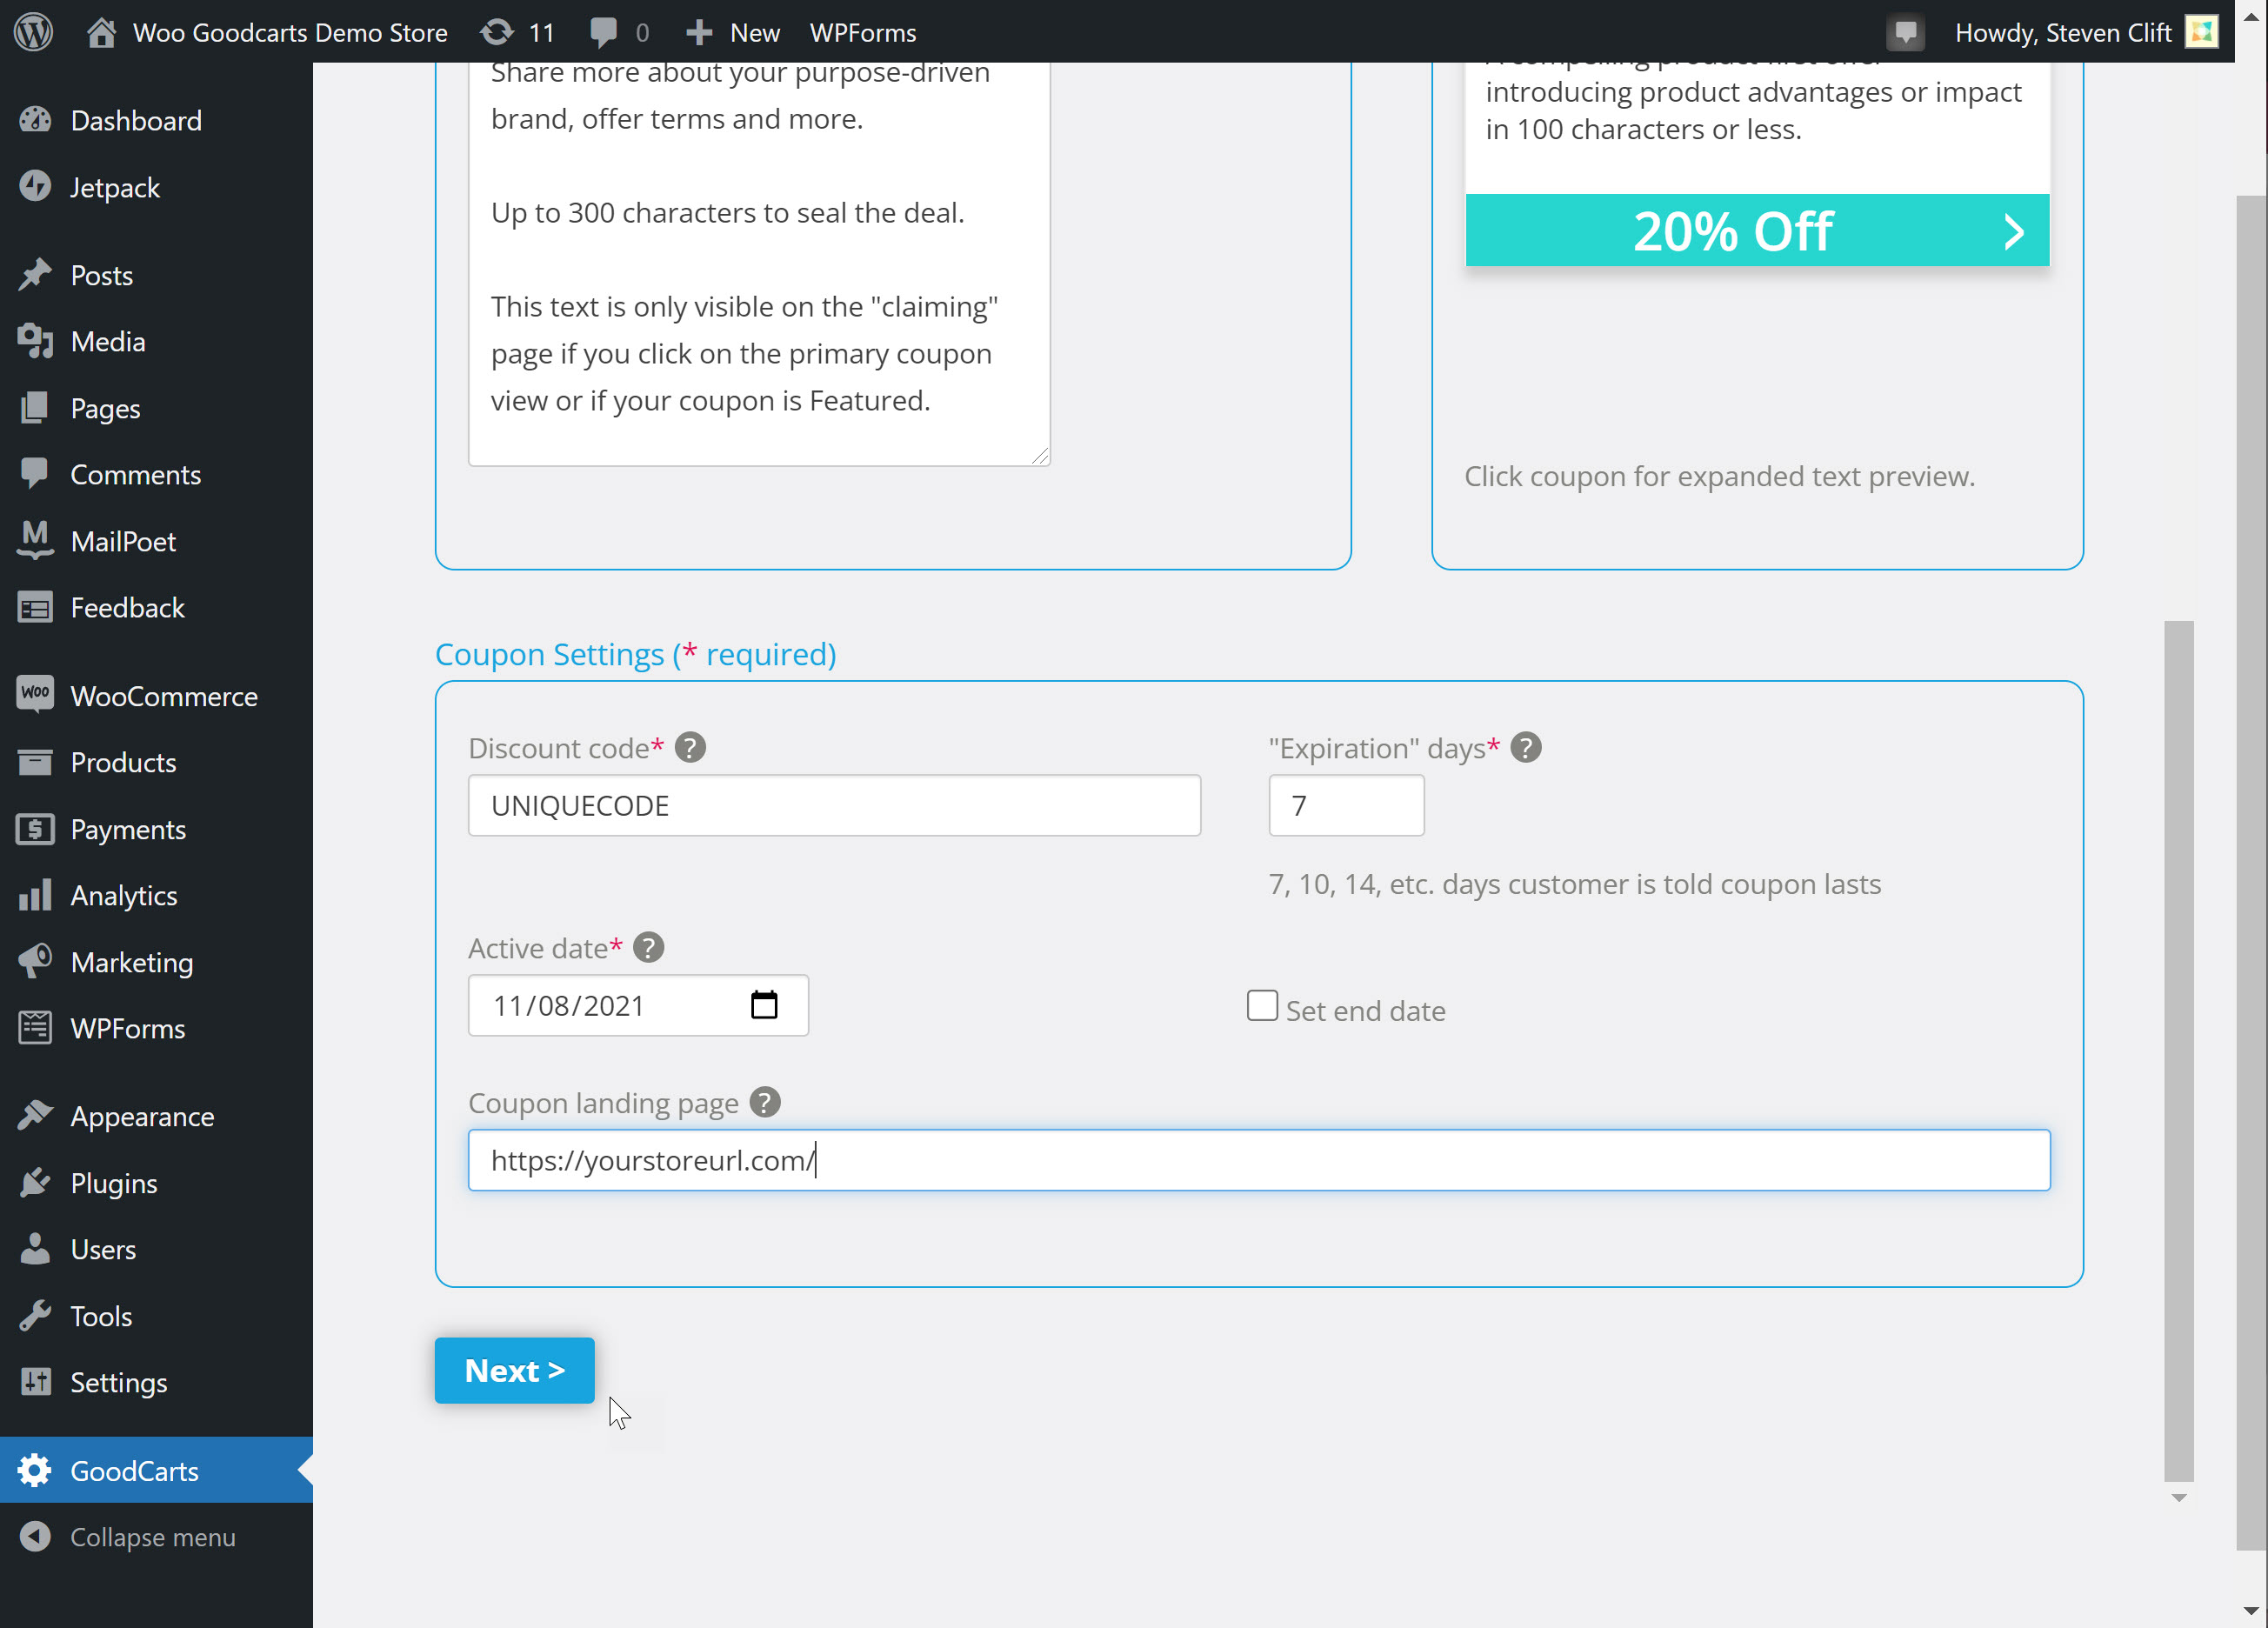 Woo Goodcarts Demo Store
11
0
New
WPForms
Howdy, Steven Clift
Dashboard
Jetpack
Posts
Media
Pages
Comments
MailPoet
Feedback
WooCommerce
Products
Payments
Analytics
Marketing
WPForms
Appearance
Plugins
Users
Tools
Settings
GoodCarts
Collapse menu
Share more about your purpose-driven
brand, offer terms and more.
Up to 300 characters to seal the deal.
This text is only visible on the "claiming"
page if you click on the primary coupon
view or if your coupon is Featured.
introducing product advantages or impact
in 100 characters or less.
20% Off >
Click coupon for expanded text preview.
Coupon Settings (* required)
Discount code* ?
UNIQUECODE
"Expiration" days* ?
7
7, 10, 14, etc. days customer is told coupon lasts
Active date* ?
11/08/2021
Set end date
Coupon landing page ?
https://yourstoreurl.com/
Next >